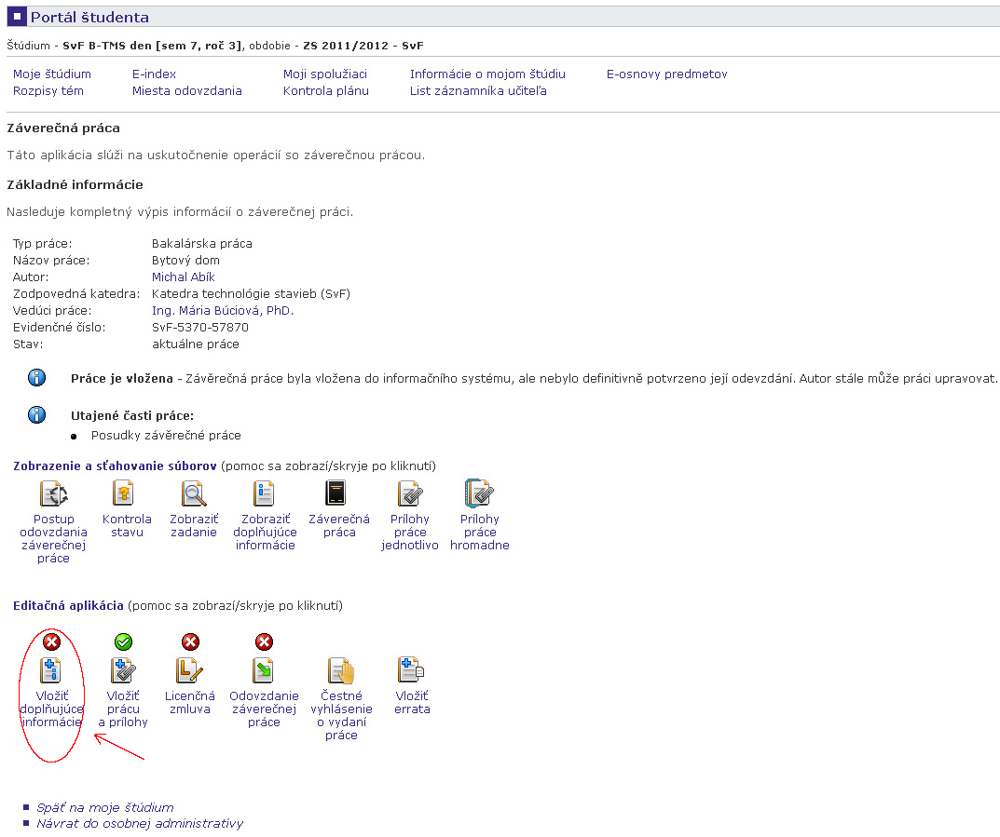 Portál študenta
Štúdium - SvF B-TMS den [sem 7, roč 3], obdobie - ZS 2011/2012 - SvF
Moje štúdium E-index Moji spolužiaci Informácie o mojom štúdiu E-osnovy predmetov
Rozpisy tém Miesta odovzdania Kontrola plánu List záznamníka učiteľa
Záverečná práca
Táto aplikácia slúži na uskutočnenie operácií so záverečnou prácou.
Základné informácie
Nasleduje kompletný výpis informácií o záverečnej práci.
Typ práce: Bakalárska práca
Názov práce: Bytový dom
Autor: Michal Abík
Zodpovedná katedra: Katedra technológie stavieb (SvF)
Vedúci práce: Ing. Mária Búciová, PhD.
Evidenčné číslo: SvF-5370-57870
Stav: aktuálne práce
Práce je vložena - Závěrečná práce byla vložena do informačního systému, ale nebylo definitivně potvrzeno její odevzdání. Autor stále může práci upravovat.
Utajené časti práce:
Posudky závěrečné práce
Zobrazenie a sťahovanie súborov (pomoc sa zobrazí/skryje po kliknutí)
Postup
odovzdania
záverečnej
práce
Kontrola
stavu
Zobraziť
zadanie
Zobraziť
doplňujúce
informácie
Záverečná
práca
Prílohy
práce
jednotlivo
Prílohy
práce
hromadne
Editačná aplikácia (pomoc sa zobrazí/skryje po kliknutí)
Vložiť
doplňujúce
informácie
Vložiť
prácu
a prílohy
Licenčná
zmluva
Odovzdanie
záverečnej
práce
Čestné
vyhlásenie
o vydaní
práce
Vložiť
errata
Späť na moje štúdium
Návrat do osobnej administratívy